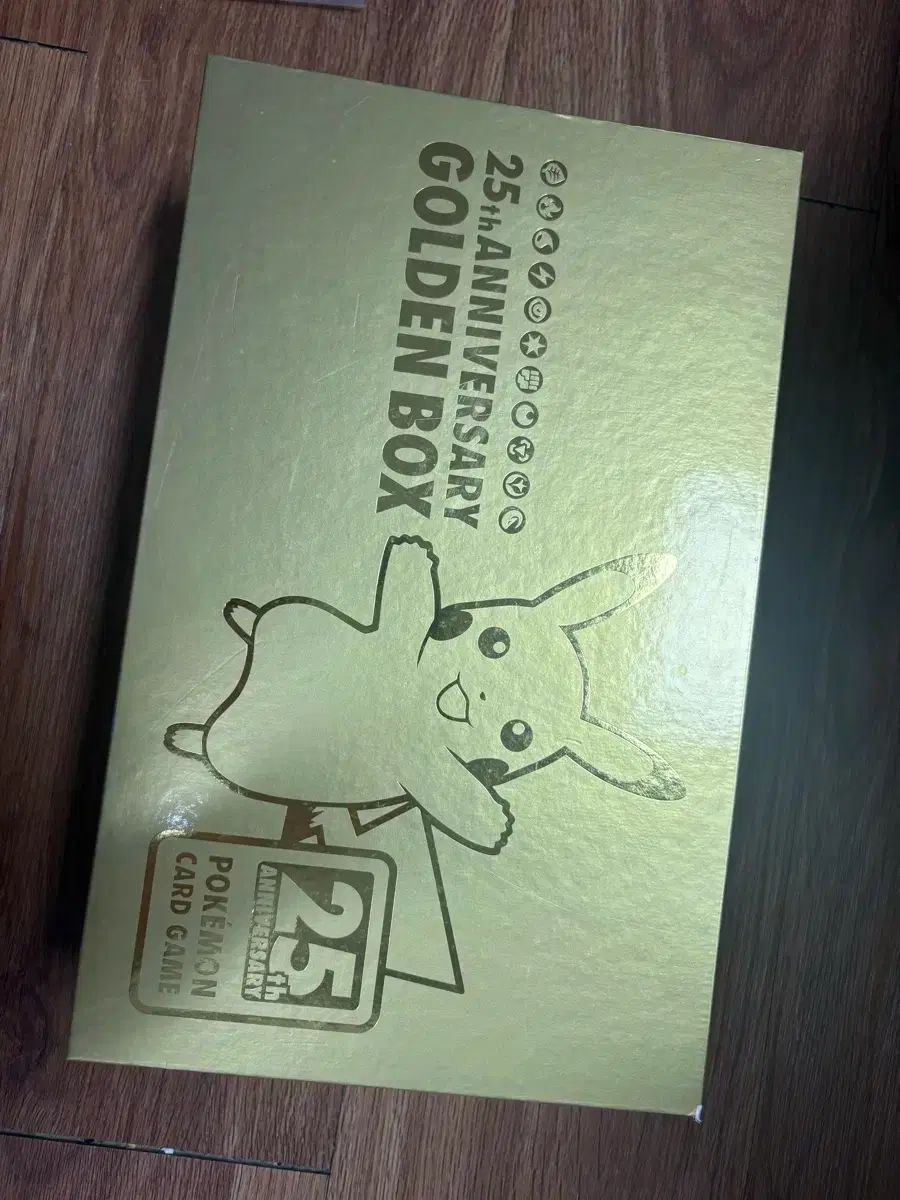 25th ANNIVERSARY
GOLDEN BOX
25th
ANNIVERSARY
POKÉMON
CARD GAME